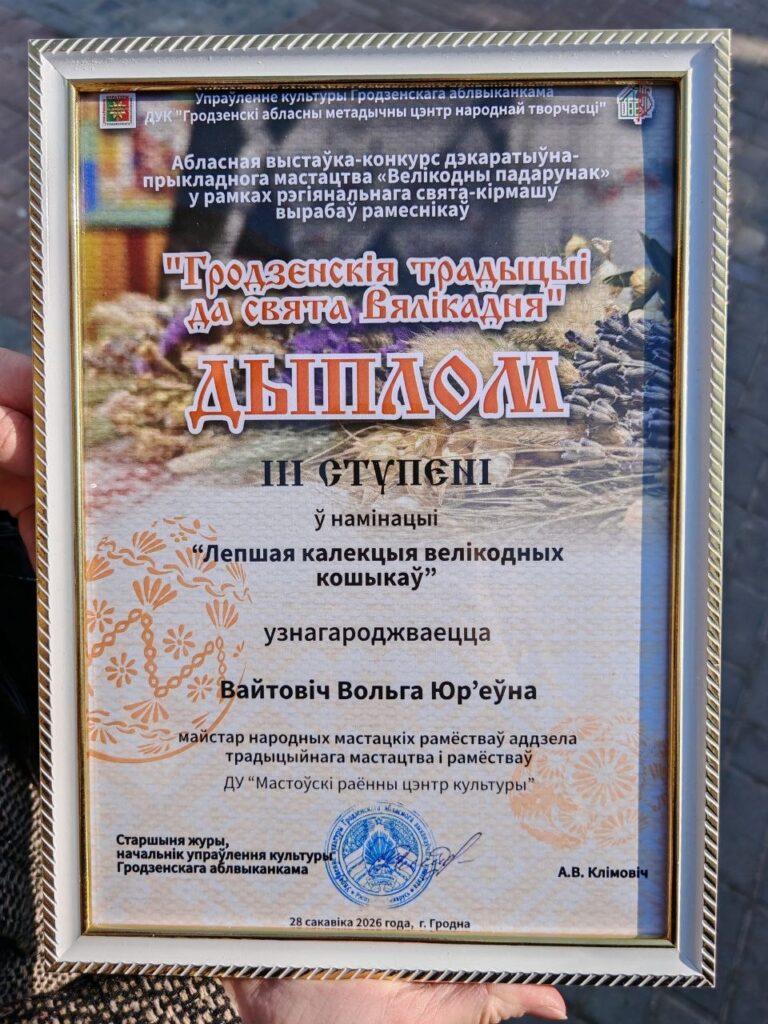 Упраўленне культуры Гродзенскага аблвыканкама
ДУК "Гродзенскі абласны метадычны цэнтр народнай творчасці"
Абласная выстаўка-конкурс дэкаратыўна-
прыкладнога мастацтва «Велікодны падарунак»
у рамках рэгіянальнага свята-кірмашу
вырабаў рамеснікаў
"Гродзенскія традыцыі
да свята Вялікадня"
ДЫПЛОМ
III СТУПЕНІ
ў намінацыі
“Лепшая калекцыя велікодных
кошыкаў”
узнагароджваецца
Вайтовіч Вольга Юр’еўна
майстар народных мастацкіх рамёстваў аддзела
традыцыйнага мастацтва і рамёстваў
ДУ “Мастоўскі раённы цэнтр культуры”
Старшыня журы,
начальнік упраўлення культуры
Гродзенскага аблвыканкама
А.В. Клімовіч
28 сакавіка 2026 года, г. Гродна